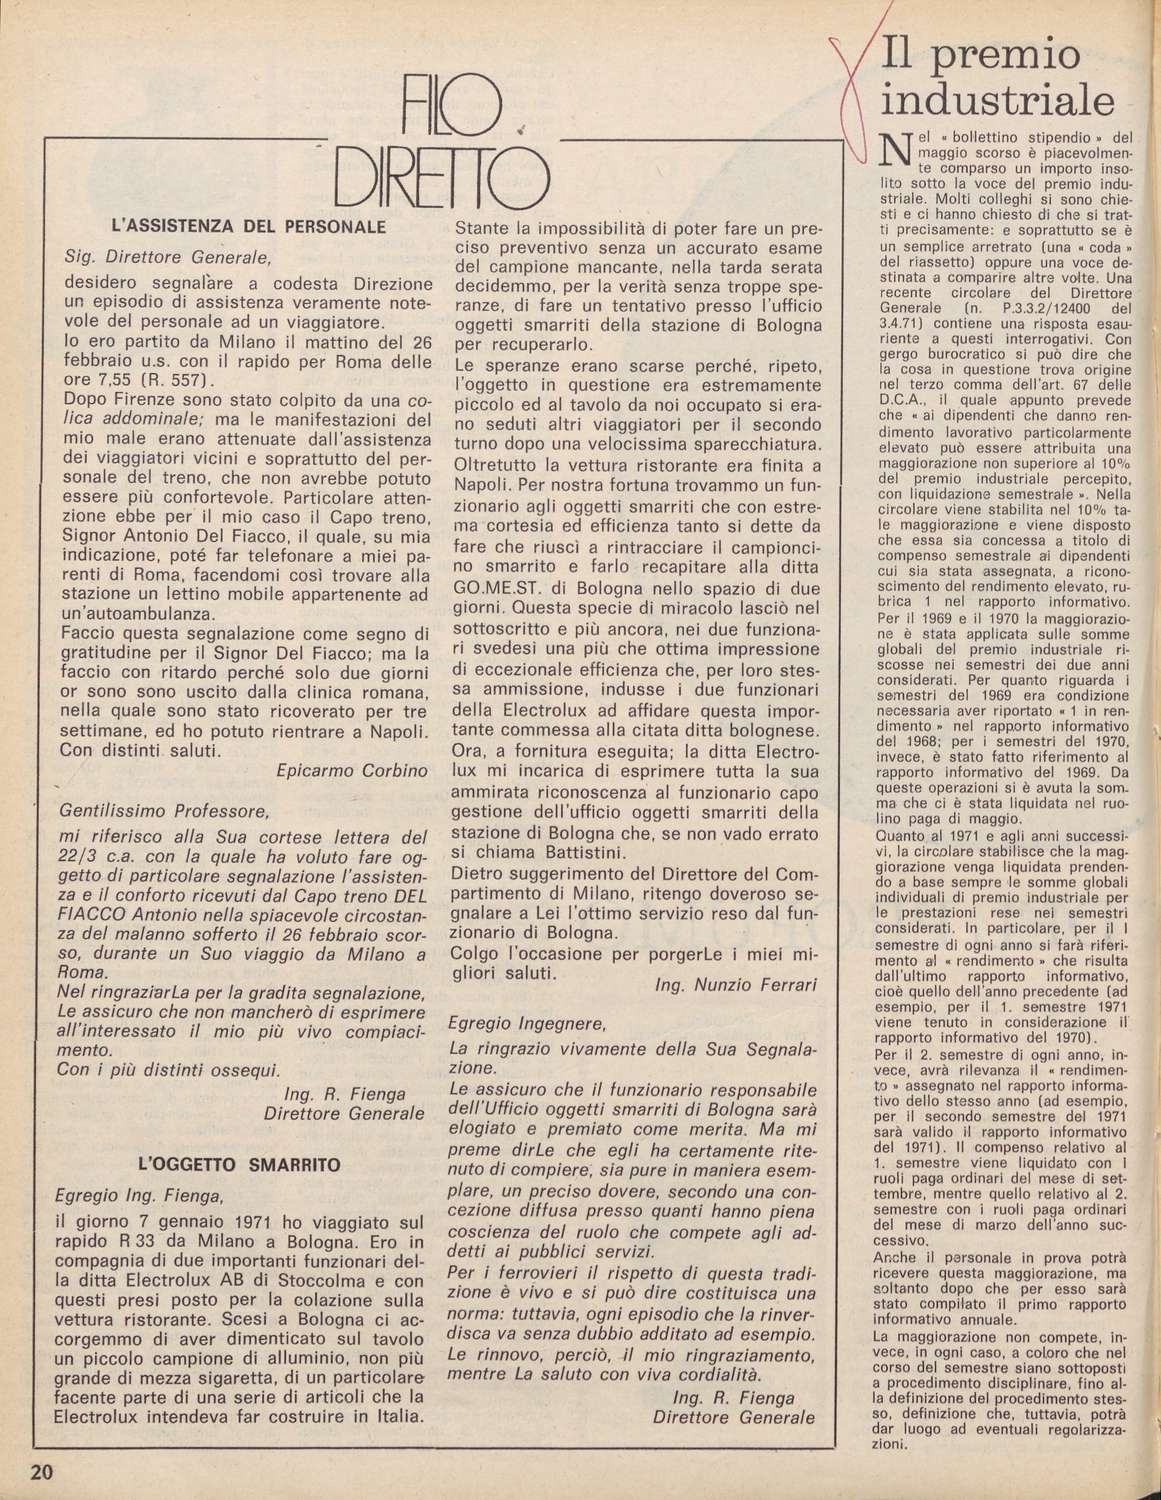 FILO
DIRETTO
L'ASSISTENZA DEL PERSONALE
Sig. Direttore Generale,
desidero segnalare a codesta Direzione
un episodio di assistenza veramente note-
vole del personale ad un viaggiatore.
Io ero partito da Milano il mattino del 26
febbraio u.s. con il rapido per Roma delle
ore 7,55 (R. 557).
Dopo Firenze sono stato colpito da una co-
lica addominale; ma le manifestazioni del
mio male erano attenuate dall'assistenza
dei viaggiatori vicini e soprattutto del per-
sonale del treno, che non avrebbe potuto
essere più confortevole. Particolare atten-
zione ebbe per il mio caso il Capo treno,
Signor Antonio Del Fiacco, il quale, su mia
indicazione, poté far telefonare a miei pa-
renti di Roma, facendomi così trovare alla
stazione un lettino mobile appartenente ad
un'autoambulanza.
Faccio questa segnalazione come segno di
gratitudine per il Signor Del Fiacco; ma la
faccio con ritardo perché solo due giorni
or sono sono uscito dalla clinica romana,
nella quale sono stato ricoverato per tre
settimane, ed ho potuto rientrare a Napoli.
Con distinti saluti.
Epicarmo Corbino
Gentilissimo Professore,
mi riferisco alla Sua cortese lettera del
22/3 c.a. con la quale ha voluto fare og-
getto di particolare segnalazione l'assisten-
za e il conforto ricevuti dal Capo treno DEL
FIACCO Antonio nella spiacevole circostan-
za del malanno sofferto il 26 febbraio scor-
so, durante un Suo viaggio da Milano a
Roma.
Nel ringraziarLa per la gradita segnalazione,
Le assicuro che non mancherò di esprimere
all'interessato il mio più vivo compiaci-
mento.
Con i più distinti ossequi.
Ing. R. Fienga
Direttore Generale
L'OGGETTO SMARRITO
Egregio Ing. Fienga,
il giorno 7 gennaio 1971 ho viaggiato sul
rapido R 33 da Milano a Bologna. Ero in
compagnia di due importanti funzionari del-
la ditta Electrolux AB di Stoccolma e con
questi presi posto per la colazione sulla
vettura ristorante. Scesi a Bologna ci ac-
corgemmo di aver dimenticato sul tavolo
un piccolo campione di alluminio, non più
grande di mezza sigaretta, di un particolare
facente parte di una serie di articoli che la
Electrolux intendeva far costruire in Italia.
Stante la impossibilità di poter fare un pre-
ciso preventivo senza un accurato esame
del campione mancante, nella tarda serata
decidemmo, per la verità senza troppe spe-
ranze, di fare un tentativo presso l'ufficio
oggetti smarriti della stazione di Bologna
per recuperarlo.
Le speranze erano scarse perché, ripeto,
l'oggetto in questione era estremamente
piccolo ed al tavolo da noi occupato si era-
no seduti altri viaggiatori per il secondo
turno dopo una velocissima sparecchiatura.
Oltretutto la vettura ristorante era finita a
Napoli. Per nostra fortuna trovammo un fun-
zionario agli oggetti smarriti che con estre-
ma cortesia ed efficienza tanto si dette da
fare che riuscì a rintracciare il campionci-
no smarrito e farlo recapitare alla ditta
GO.ME.ST. di Bologna nello spazio di due
giorni. Questa specie di miracolo lasciò nel
sottoscritto e più ancora, nei due funziona-
ri svedesi una più che ottima impressione
di eccezionale efficienza che, per loro stes-
sa ammissione, indusse i due funzionari
della Electrolux ad affidare questa impor-
tante commessa alla citata ditta bolognese.
Ora, a fornitura eseguita; la ditta Electro-
lux mi incarica di esprimere tutta la sua
ammirata riconoscenza al funzionario capo
gestione dell'ufficio oggetti smarriti della
stazione di Bologna che, se non vado errato
si chiama Battistini.
Dietro suggerimento del Direttore del Com-
partimento di Milano, ritengo doveroso se-
gnalare a Lei l'ottimo servizio reso dal fun-
zionario di Bologna.
Colgo l'occasione per porgerLe i miei mi-
gliori saluti.
Ing. Nunzio Ferrari
Egregio Ingegnere,
La ringrazio vivamente della Sua Segnala-
zione.
Le assicuro che il funzionario responsabile
dell'Ufficio oggetti smarriti di Bologna sarà
elogiato e premiato come merita. Ma mi
preme dirLe che egli ha certamente rite-
nuto di compiere, sia pure in maniera esem-
plare, un preciso dovere, secondo una con-
cezione diffusa presso quanti hanno piena
coscienza del ruolo che compete agli ad-
detti ai pubblici servizi.
Per i ferrovieri il rispetto di questa tradi-
zione è vivo e si può dire costituisca una
norma: tuttavia, ogni episodio che la rinver-
disca va senza dubbio additato ad esempio.
Le rinnovo, perciò, il mio ringraziamento,
mentre La saluto con viva cordialità.
Ing. R. Fienga
Direttore Generale
Il premio
industriale
Nel « bollettino stipendio » del
maggio scorso è piacevolmen-
te comparso un importo inso-
lito sotto la voce del premio indu-
striale. Molti colleghi si sono chie-
sti e ci hanno chiesto di che si trat-
ti precisamente: e soprattutto se è
un semplice arretrato (una « coda »
del riassetto) oppure una voce de-
stinata a comparire altre volte. Una
recente circolare del Direttore
Generale (n. P.3.3.2/12400 del
3.4.71) contiene una risposta esau-
riente a questi interrogativi. Con
gergo burocratico si può dire che
la cosa in questione trova origine
nel terzo comma dell'art. 67 delle
D.C.A., il quale appunto prevede
che « ai dipendenti che danno ren-
dimento lavorativo particolarmente
elevato può essere attribuita una
maggiorazione non superiore al 10%
del premio industriale percepito,
con liquidazione semestrale ». Nella
circolare viene stabilita nel 10% ta-
le maggiorazione e viene disposto
che essa sia concessa a titolo di
compenso semestrale ai dipendenti
cui sia stata assegnata, a ricono-
scimento del rendimento elevato, ru-
brica 1 nel rapporto informativo.
Per il 1969 e il 1970 la maggiorazio-
ne è stata applicata sulle somme
globali del premio industriale ri-
scosse nei semestri dei due anni
considerati. Per quanto riguarda i
semestri del 1969 era condizione
necessaria aver riportato « 1 in ren-
dimento » nel rapporto informativo
del 1968; per i semestri del 1970,
invece, è stato fatto riferimento al
rapporto informativo del 1969. Da
queste operazioni si è avuta la som-
ma che ci è stata liquidata nel ruo-
lino paga di maggio.
Quanto al 1971 e agli anni successi-
vi, la circolare stabilisce che la mag-
giorazione venga liquidata prenden-
do a base sempre le somme globali
individuali di premio industriale per
le prestazioni rese nei semestri
considerati. In particolare, per il I
semestre di ogni anno si farà riferi-
mento al « rendimento » che risulta
dall'ultimo rapporto informativo,
cioè quello dell'anno precedente (ad
esempio, per il 1. semestre 1971
viene tenuto in considerazione il
rapporto informativo del 1970).
Per il 2. semestre di ogni anno, in-
vece, avrà rilevanza il « rendimen-
to » assegnato nel rapporto informa-
tivo dello stesso anno (ad esempio,
per il secondo semestre del 1971
sarà valido il rapporto informativo
del 1971). Il compenso relativo al
1. semestre viene liquidato con I
ruoli paga ordinari del mese di set-
tembre, mentre quello relativo al 2.
semestre con i ruoli paga ordinari
del mese di marzo dell'anno suc-
cessivo.
Anche il personale in prova potrà
ricevere questa maggiorazione, ma
soltanto dopo che per esso sarà
stato compilato il primo rapporto
informativo annuale.
La maggiorazione non compete, in-
vece, in ogni caso, a coloro che nel
corso del semestre siano sottoposti
a procedimento disciplinare, fino al-
la definizione del procedimento stes-
so, definizione che, tuttavia, potrà
dar luogo ad eventuali regolarizza-
zioni.
20